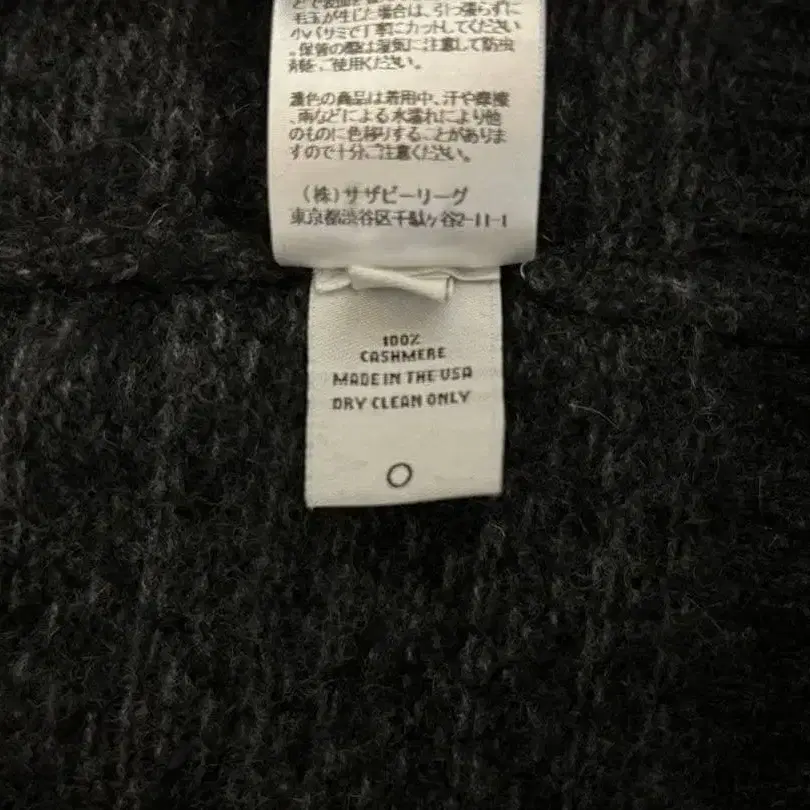 毛玉が生じた場合は、引っ張らずに
小バサミで丁寧にカットしてください
。保管の際は湿気に注意して防虫
剤をご使用ください。
濃色の商品は着用中、汗や摩擦
、雨などによる水濡れにより他
のものに色移りすることがありま
すので十分ご注意ください。
（株）サザビーリーグ
東京都渋谷区千駄ヶ谷2-11-1
100%
CASHMERE
MADE IN THE USA
DRY CLEAN ONLY